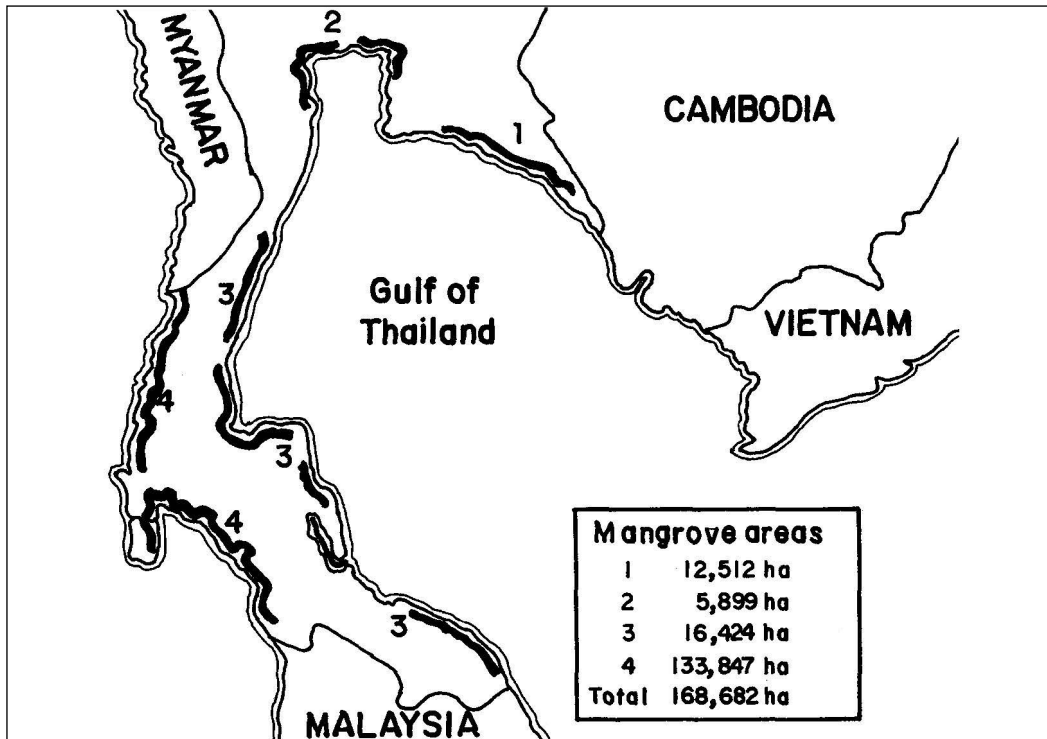 2
MYANMAR
1
CAMBODIA
3
Gulf of
Thailand
VIETNAM
4
3
4
3
MALAYSIA
Mangrove areas
1 12,512 ha
2 5,899 ha
3 16,424 ha
4 133,847 ha
Total 168,682 ha